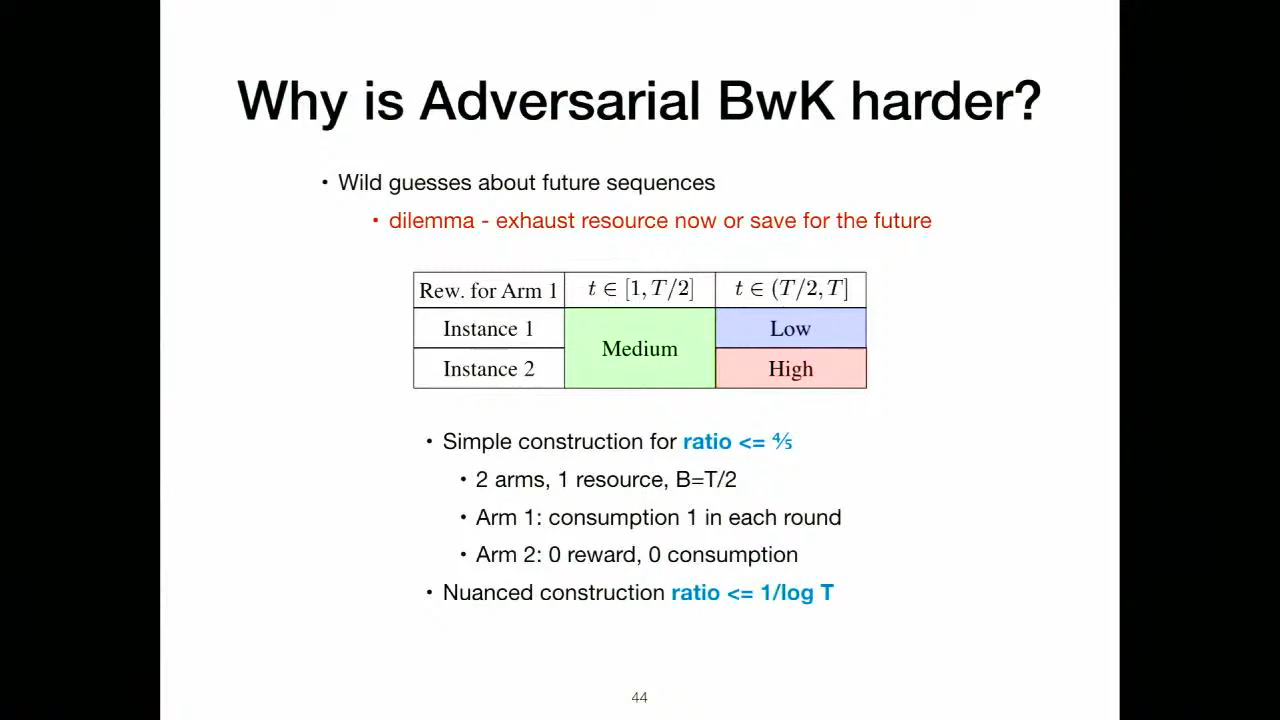 Why is Adversarial BwK harder?
• Wild guesses about future sequences
• dilemma - exhaust resource now or save for the future
Rew. for Arm 1 t ∈ [1, T/2] t ∈ (T/2, T]
Instance 1 Medium Low
Instance 2 High
• Simple construction for ratio <= ⅘
• 2 arms, 1 resource, B=T/2
• Arm 1: consumption 1 in each round
• Arm 2: 0 reward, 0 consumption
• Nuanced construction ratio <= 1/log T
44